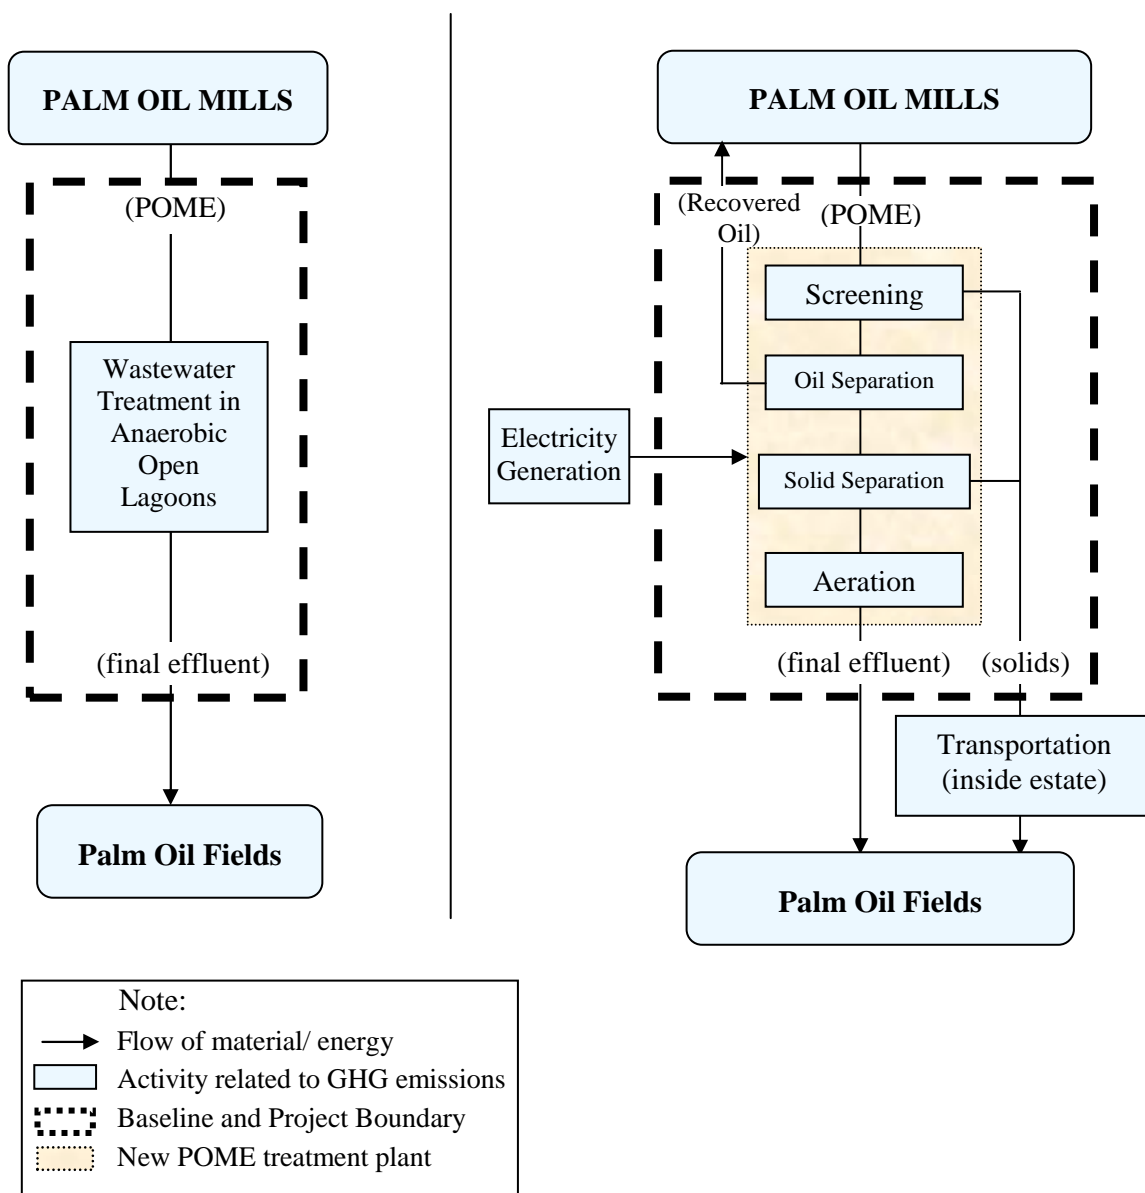 PALM OIL MILLS
(POME)
Wastewater
Treatment in
Anaerobic
Open
Lagoons
(final effluent)
Palm Oil Fields
PALM OIL MILLS
(Recovered
Oil)
(POME)
Screening
Oil Separation
Electricity
Generation
Solid Separation
Aeration
(final effluent)
(solids)
Transportation
(inside estate)
Palm Oil Fields
Note:
Flow of material/ energy
Activity related to GHG emissions
Baseline and Project Boundary
New POME treatment plant